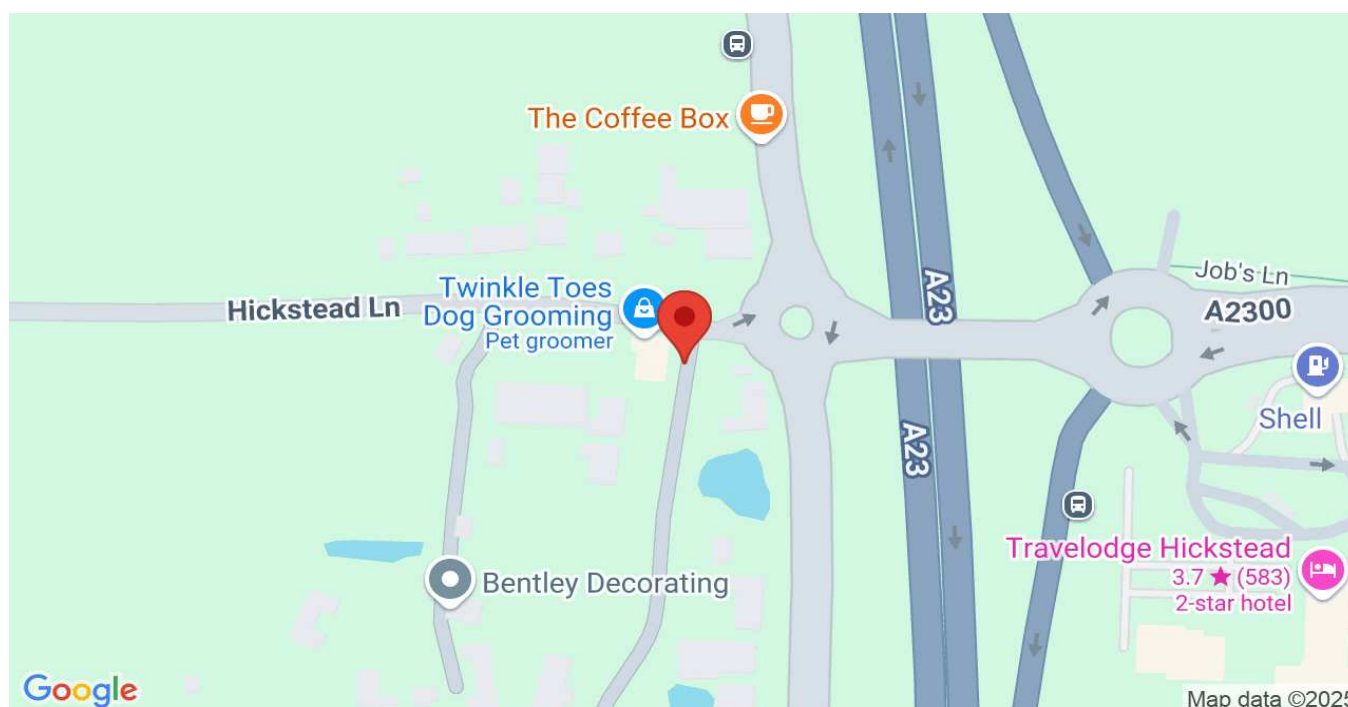 The Coffee Box
Twinkle Toes
Dog Grooming
Pet groomer
Hickstead Ln
A23
A23
Job's Ln
A2300
Shell
Travelodge Hickstead
3.7 ★ (583)
2-star hotel
Bentley Decorating
Google
Map data ©2025